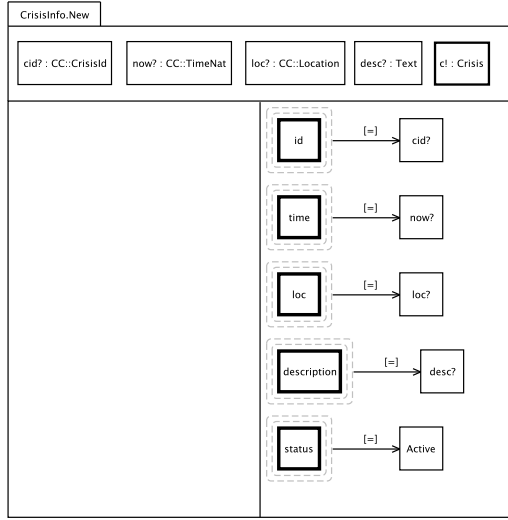 CrisisInfo.New
cid? : CC::CrisisId
now? : CC::TimeNat
loc? : CC::Location
desc? : Text
c! : Crisis
id [=] cid?
time [=] now?
loc [=] loc?
description [=] desc?
status [=] Active